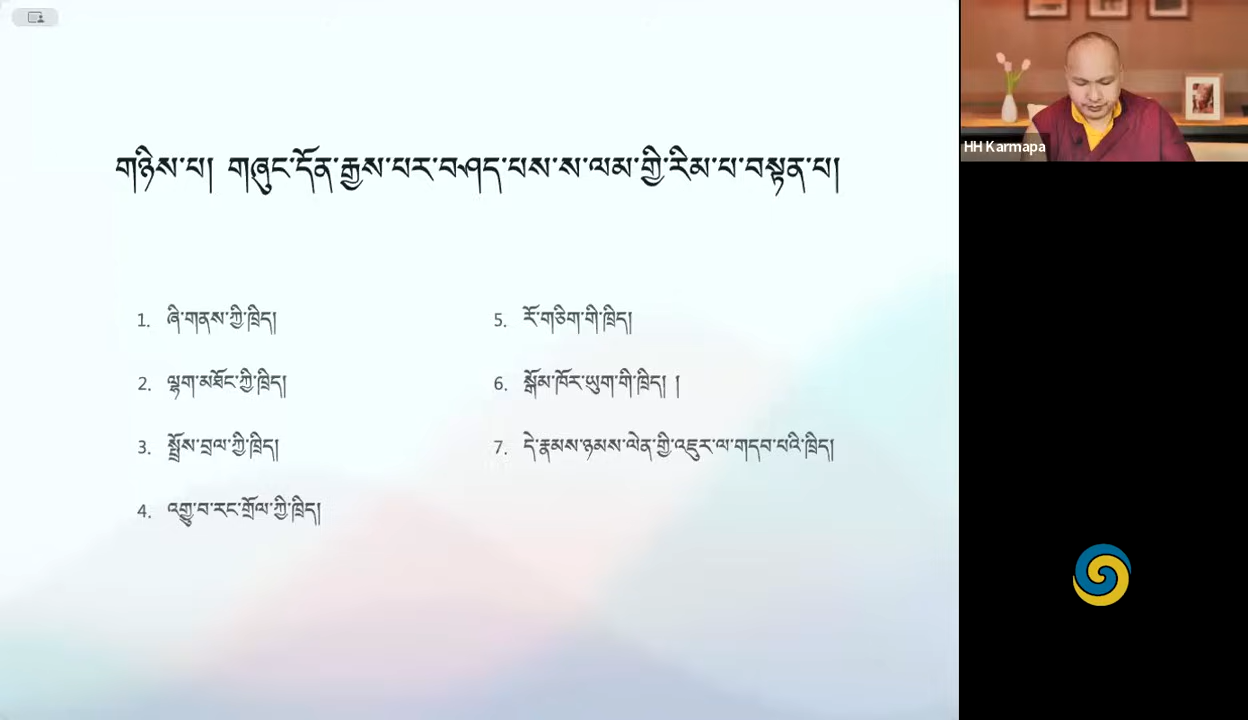 གཉིས་པ། གཞུང་དོན་རྒྱས་པར་བཤད་པས་ས་ལམ་གྱི་རིམ་པ་བསྟན་པ།
1. ཞི་གནས་ཀྱི་ཁྲིད།
2. ལྷག་མཐོང་ཀྱི་ཁྲིད།
3. སྤྲོས་བྲལ་ཀྱི་ཁྲིད།
4. འགྱུ་བ་རང་གྲོལ་ཀྱི་ཁྲིད།
5. རོ་གཅིག་གི་ཁྲིད།
6. སྒོམ་ཁོར་ཡུག་གི་ཁྲིད། །
7. དེ་རྣམས་ཉམས་ལེན་གྱི་འཇུར་ལ་གདབ་པའི་ཁྲིད།
HH Karmapa